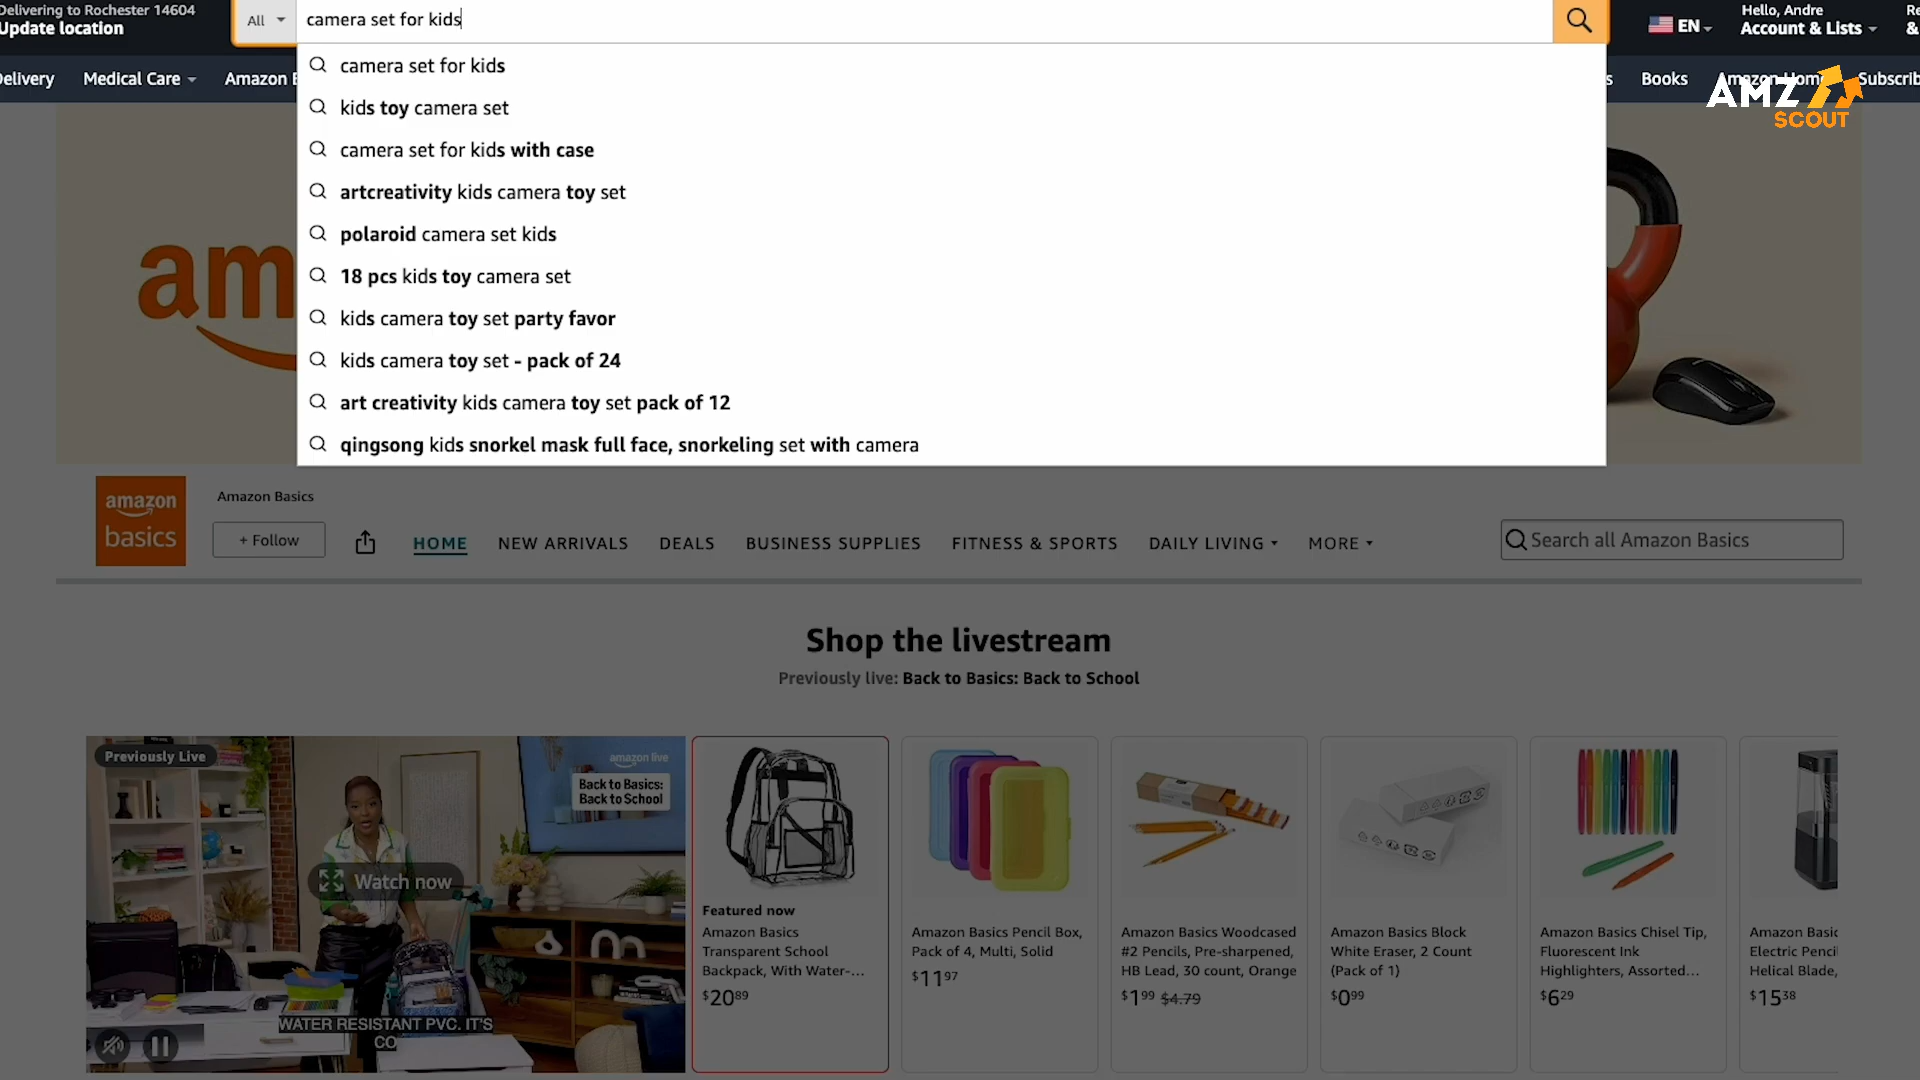 Delivering to Rochester 14604
Update location
All
camera set for kids
EN
Hello, Andre
Account & Lists
Re
&
Delivery
Medical Care
Amazon B
s
Books
Amazon Home
Subscrib
AMZ
SCOUT
camera set for kids
kids toy camera set
camera set for kids with case
artcreativity kids camera toy set
polaroid camera set kids
18 pcs kids toy camera set
kids camera toy set party favor
kids camera toy set - pack of 24
art creativity kids camera toy set pack of 12
qingsong kids snorkel mask full face, snorkeling set with camera
am
amazon
basics
Amazon Basics
+ Follow
HOME
NEW ARRIVALS
DEALS
BUSINESS SUPPLIES
FITNESS & SPORTS
DAILY LIVING
MORE
Search all Amazon Basics
Shop the livestream
Previously live: Back to Basics: Back to School
Previously Live
amazon live
Back to Basics:
Back to School
Watch now
WATER RESISTANT PVC. IT'S
CO
Featured now
Amazon Basics
Transparent School
Backpack, With Water-...
$20 89
Amazon Basics Pencil Box,
Pack of 4, Multi, Solid
$11 97
Amazon Basics Woodcased
#2 Pencils, Pre-sharpened,
HB Lead, 30 count, Orange
$1 99 $4.79
Amazon Basics Block
White Eraser, 2 Count
(Pack of 1)
$0 99
Amazon Basics Chisel Tip,
Fluorescent Ink
Highlighters, Assorted...
$6 29
Amazon Basic
Electric Pencil
Helical Blade,
$15 38